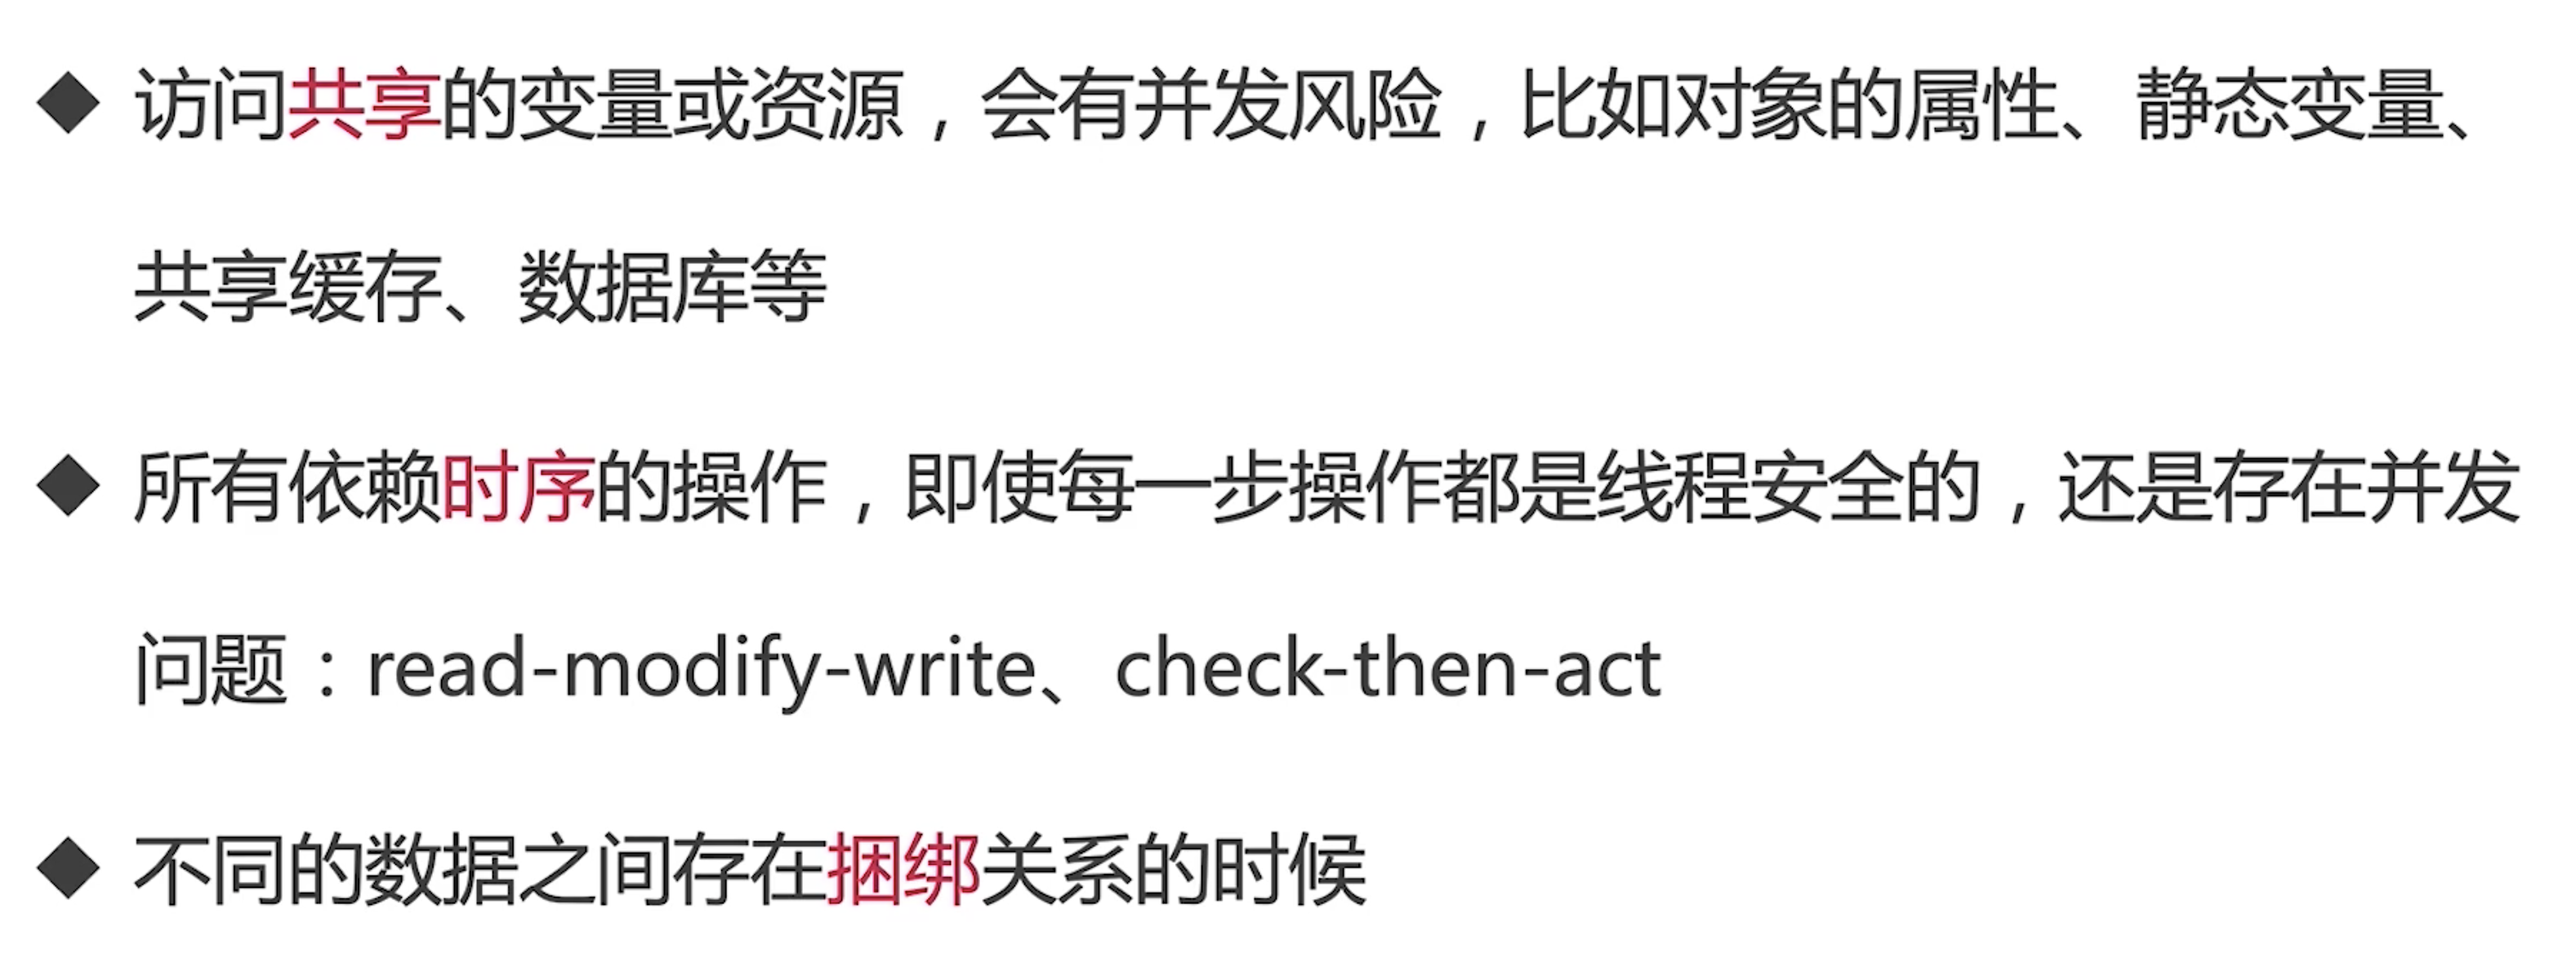 ◆ 访问共享的变量或资源，会有并发风险，比如对象的属性、静态变量、
共享缓存、数据库等
◆ 所有依赖时序的操作，即使每一步操作都是线程安全的，还是存在并发
问题：read-modify-write、check-then-act
◆ 不同的数据之间存在捆绑关系的时候